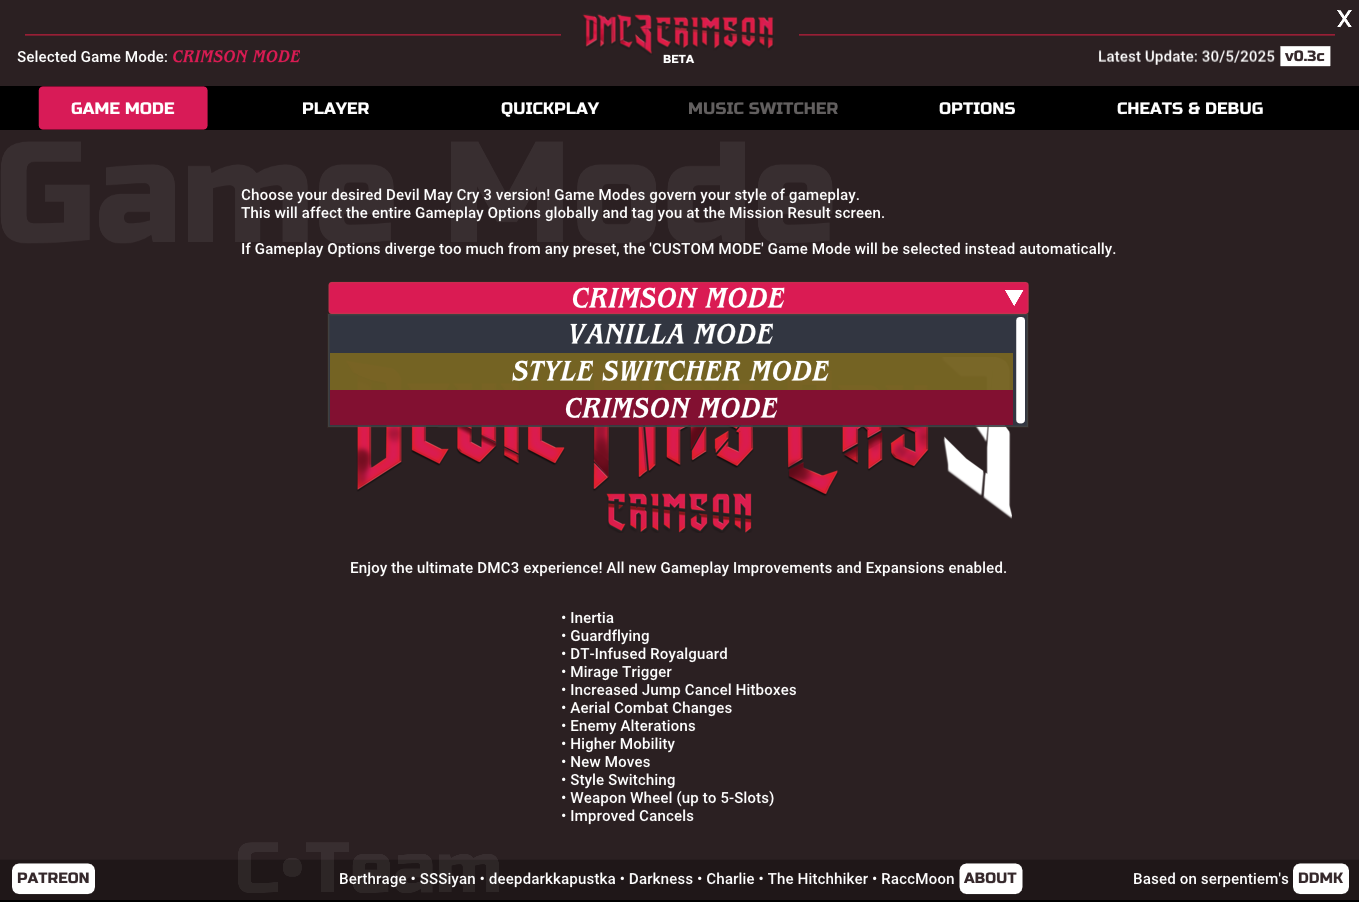 X
DMC3CRIMSON
BETA
Selected Game Mode: CRIMSON MODE
Latest Update: 30/5/2025 v0.3c
GAME MODE
PLAYER
QUICKPLAY
MUSIC SWITCHER
OPTIONS
CHEATS & DEBUG
Game Mode
Choose your desired Devil May Cry 3 version! Game Modes govern your style of gameplay.
This will affect the entire Gameplay Options globally and tag you at the Mission Result screen.
If Gameplay Options diverge too much from any preset, the 'CUSTOM MODE' Game Mode will be selected instead automatically.
CRIMSON MODE
VANILLA MODE
STYLE SWITCHER MODE
CRIMSON MODE
Devil May Cry 3
CRIMSON
Enjoy the ultimate DMC3 experience! All new Gameplay Improvements and Expansions enabled.
• Inertia
• Guardflying
• DT-Infused Royalguard
• Mirage Trigger
• Increased Jump Cancel Hitboxes
• Aerial Combat Changes
• Enemy Alterations
• Higher Mobility
• New Moves
• Style Switching
• Weapon Wheel (up to 5-Slots)
• Improved Cancels
C•Team
PATREON
Berthrage • SSSiyan • deepdarkkapustka • Darkness • Charlie • The Hitchhiker • RaccMoon ABOUT
Based on serpentiem's DDMK